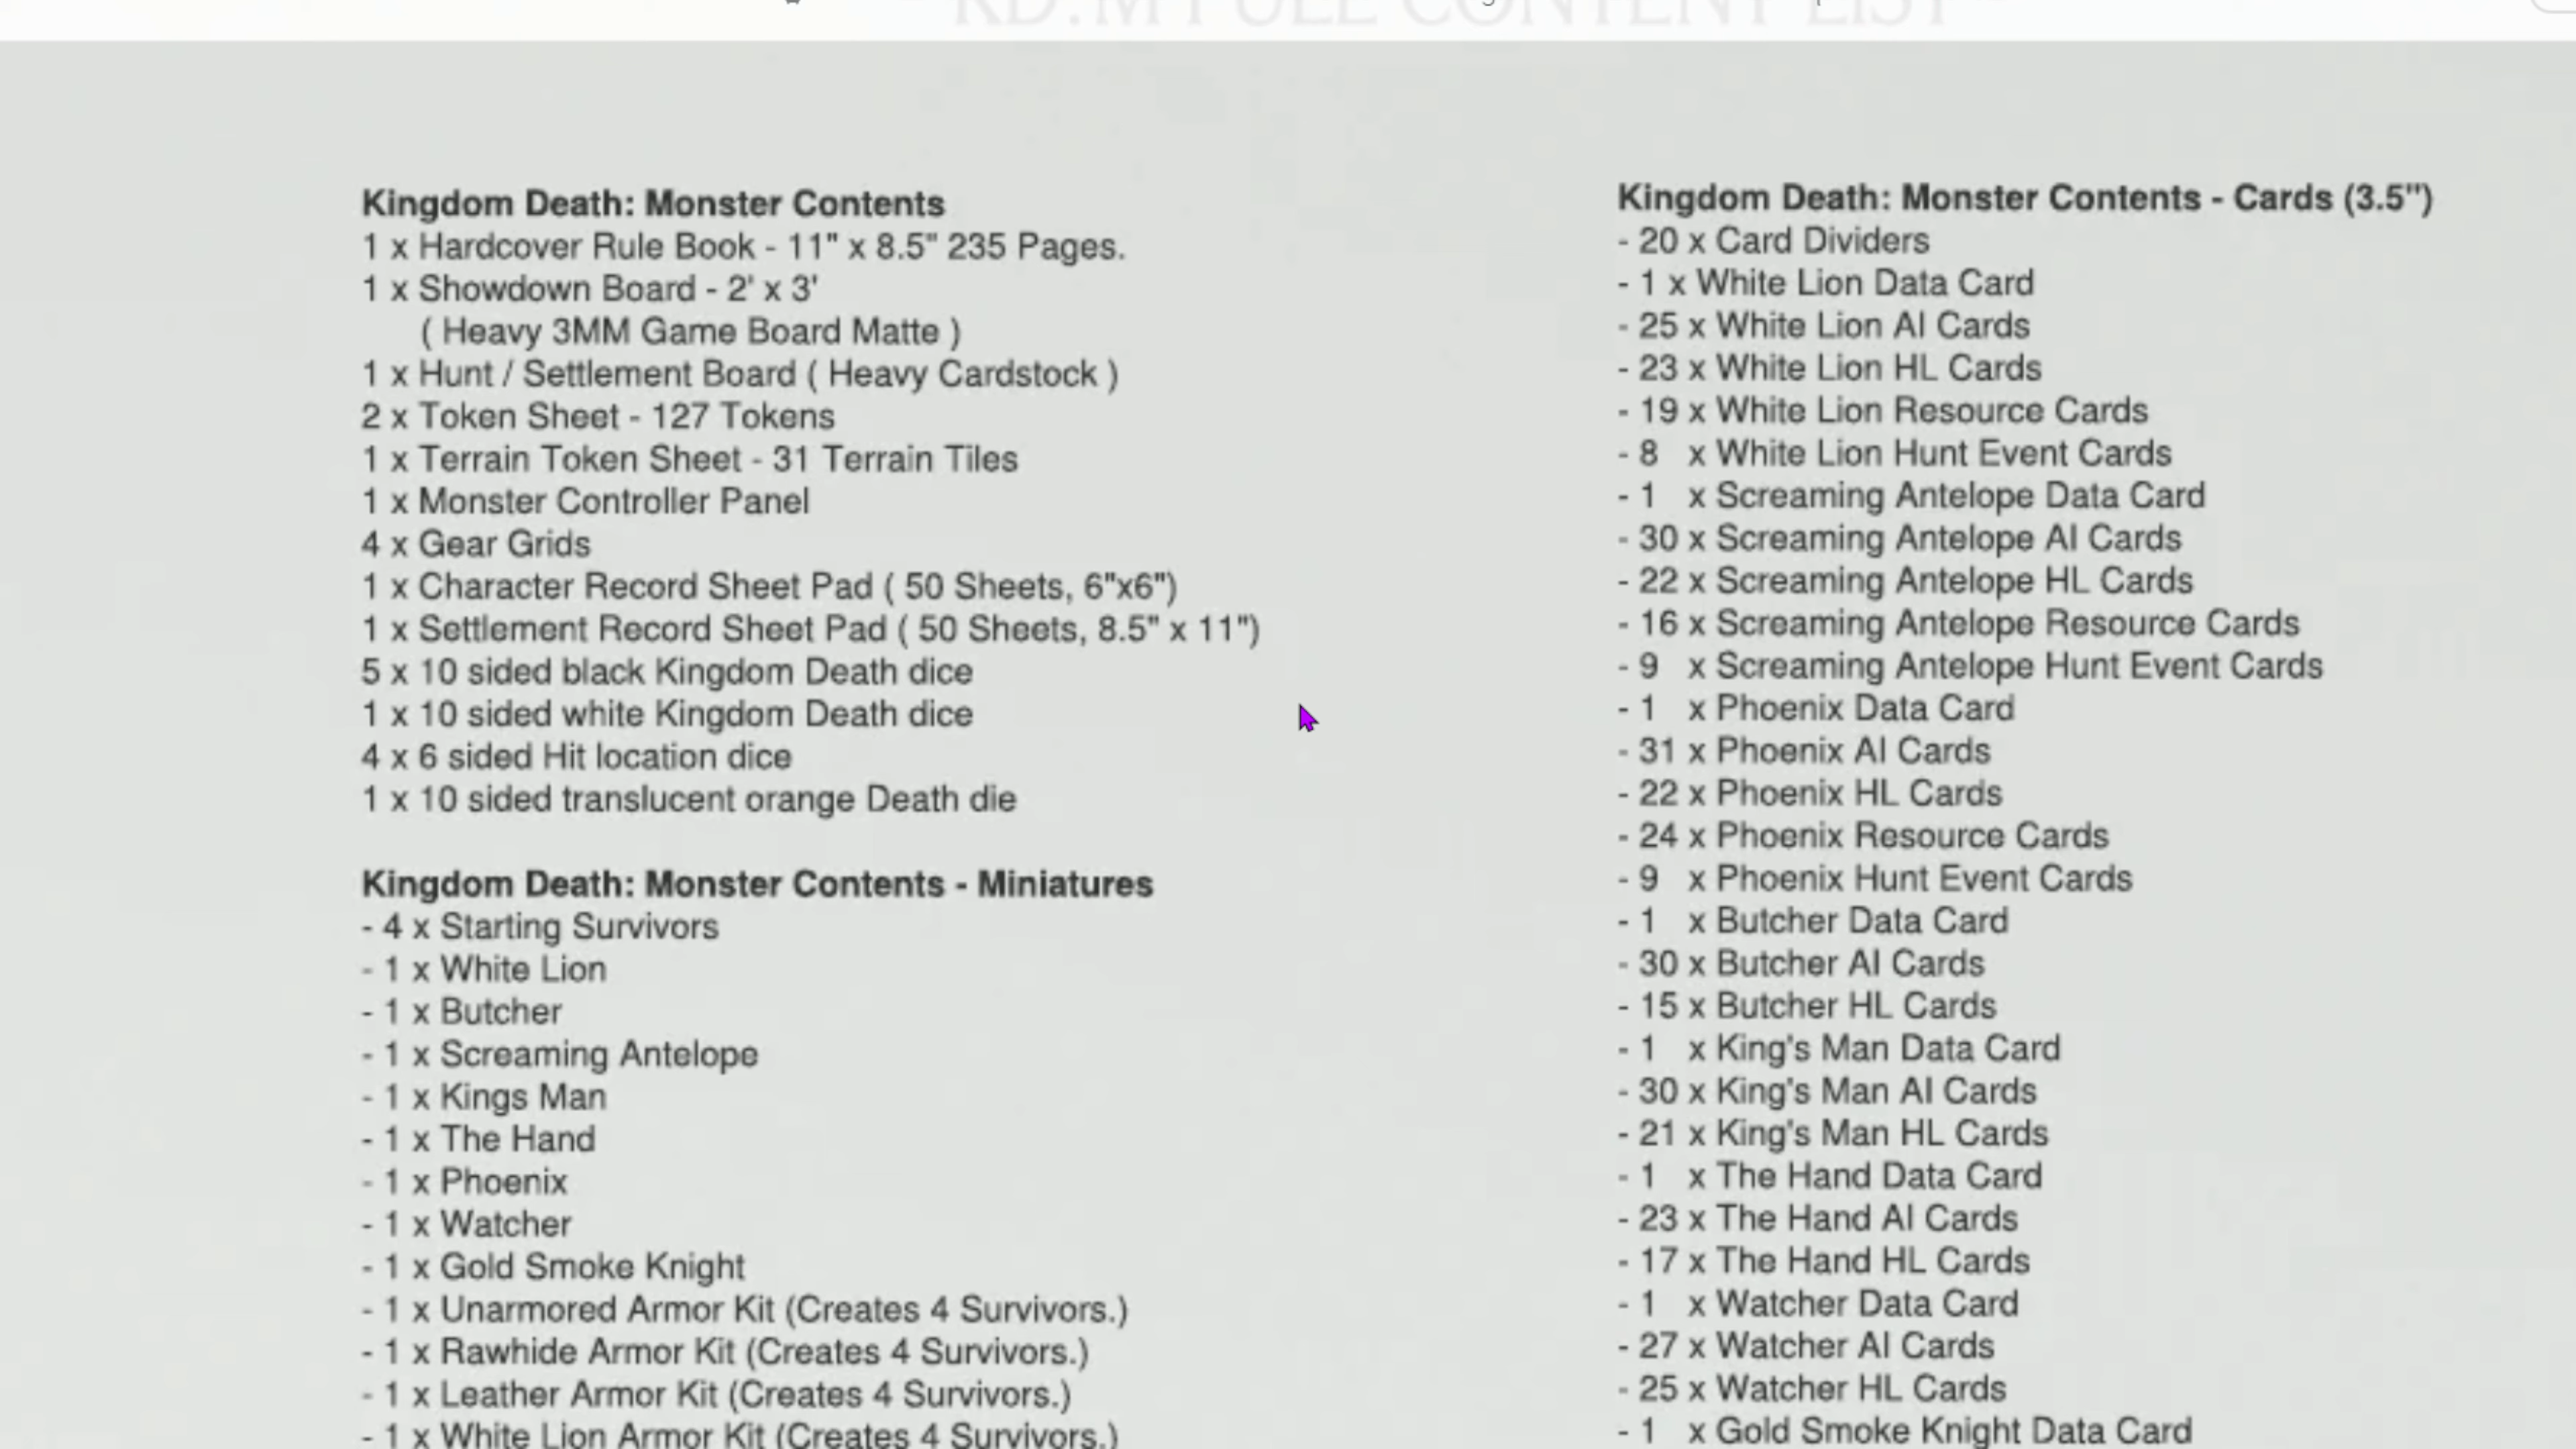 KD:M FULL CONTENT LIST
Kingdom Death: Monster Contents
1 x Hardcover Rule Book - 11" x 8.5" 235 Pages.
1 x Showdown Board - 2' x 3'
( Heavy 3MM Game Board Matte )
1 x Hunt / Settlement Board ( Heavy Cardstock )
2 x Token Sheet - 127 Tokens
1 x Terrain Token Sheet - 31 Terrain Tiles
1 x Monster Controller Panel
4 x Gear Grids
1 x Character Record Sheet Pad ( 50 Sheets, 6"x6")
1 x Settlement Record Sheet Pad ( 50 Sheets, 8.5" x 11")
5 x 10 sided black Kingdom Death dice
1 x 10 sided white Kingdom Death dice
4 x 6 sided Hit location dice
1 x 10 sided translucent orange Death die
Kingdom Death: Monster Contents - Miniatures
- 4 x Starting Survivors
- 1 x White Lion
- 1 x Butcher
- 1 x Screaming Antelope
- 1 x Kings Man
- 1 x The Hand
- 1 x Phoenix
- 1 x Watcher
- 1 x Gold Smoke Knight
- 1 x Unarmored Armor Kit (Creates 4 Survivors.)
- 1 x Rawhide Armor Kit (Creates 4 Survivors.)
- 1 x Leather Armor Kit (Creates 4 Survivors.)
- 1 x White Lion Armor Kit (Creates 4 Survivors.)
Kingdom Death: Monster Contents - Cards (3.5")
- 20 x Card Dividers
- 1 x White Lion Data Card
- 25 x White Lion AI Cards
- 23 x White Lion HL Cards
- 19 x White Lion Resource Cards
- 8 x White Lion Hunt Event Cards
- 1 x Screaming Antelope Data Card
- 30 x Screaming Antelope AI Cards
- 22 x Screaming Antelope HL Cards
- 16 x Screaming Antelope Resource Cards
- 9 x Screaming Antelope Hunt Event Cards
- 1 x Phoenix Data Card
- 31 x Phoenix AI Cards
- 22 x Phoenix HL Cards
- 24 x Phoenix Resource Cards
- 9 x Phoenix Hunt Event Cards
- 1 x Butcher Data Card
- 30 x Butcher AI Cards
- 15 x Butcher HL Cards
- 1 x King's Man Data Card
- 30 x King's Man AI Cards
- 21 x King's Man HL Cards
- 1 x The Hand Data Card
- 23 x The Hand AI Cards
- 17 x The Hand HL Cards
- 1 x Watcher Data Card
- 27 x Watcher AI Cards
- 25 x Watcher HL Cards
- 1 x Gold Smoke Knight Data Card